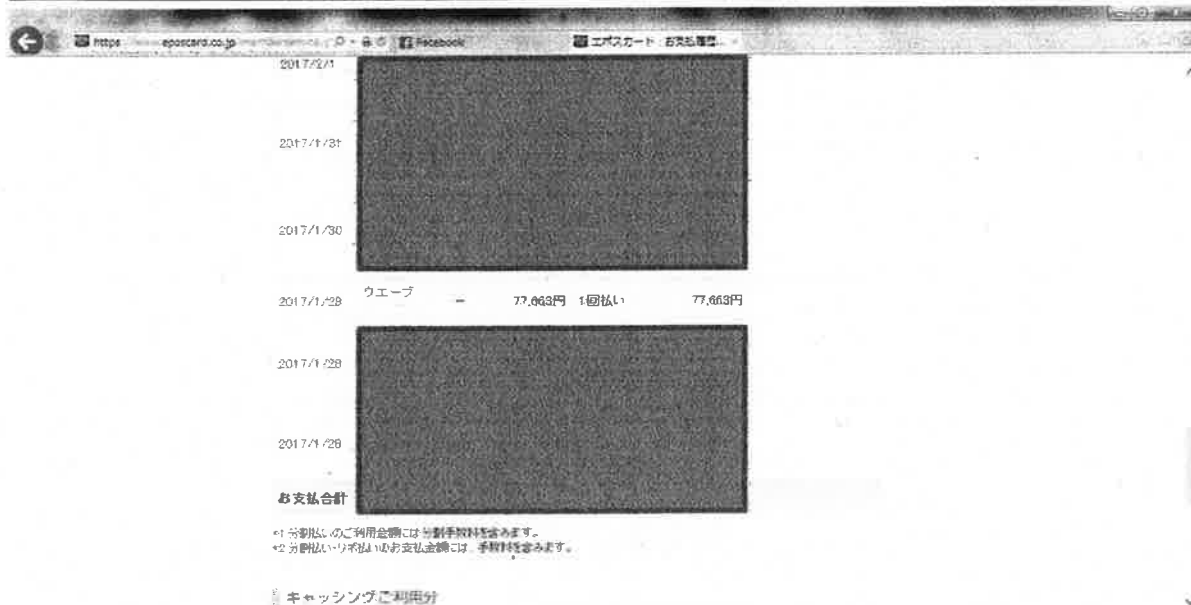 https eposcard.co.jp Facebook エポスカード お支払履歴...
2017/2/1
2017/1/31
2017/1/30
2017/1/28 ウエーブ ー 77,663円 1回払い 77,663円
2017/1/28
2017/1/28
お支払合計
*1 分割払いのご利用金額には分割手数料を含みます。
*2 分割払い・リボ払いのお支払金額には、手数料を含みます。
キャッシングご利用分